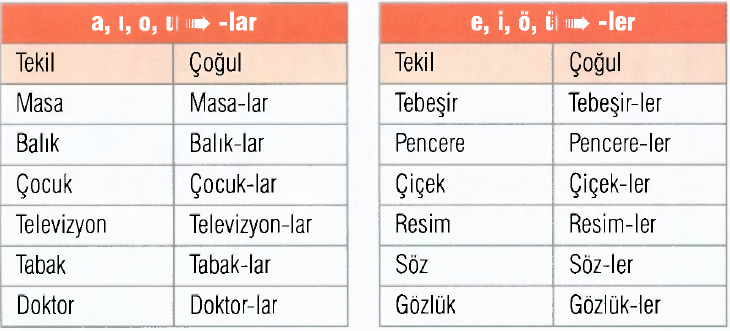 a, ı, o, u ➠ -lar
Tekil Çoğul
Masa Masa-lar
Balık Balık-lar
Çocuk Çocuk-lar
Televizyon Televizyon-lar
Tabak Tabak-lar
Doktor Doktor-lar
e, i, ö, ü ➠ -ler
Tekil Çoğul
Tebeşir Tebeşir-ler
Pencere Pencere-ler
Çiçek Çiçek-ler
Resim Resim-ler
Söz Söz-ler
Gözlük Gözlük-ler